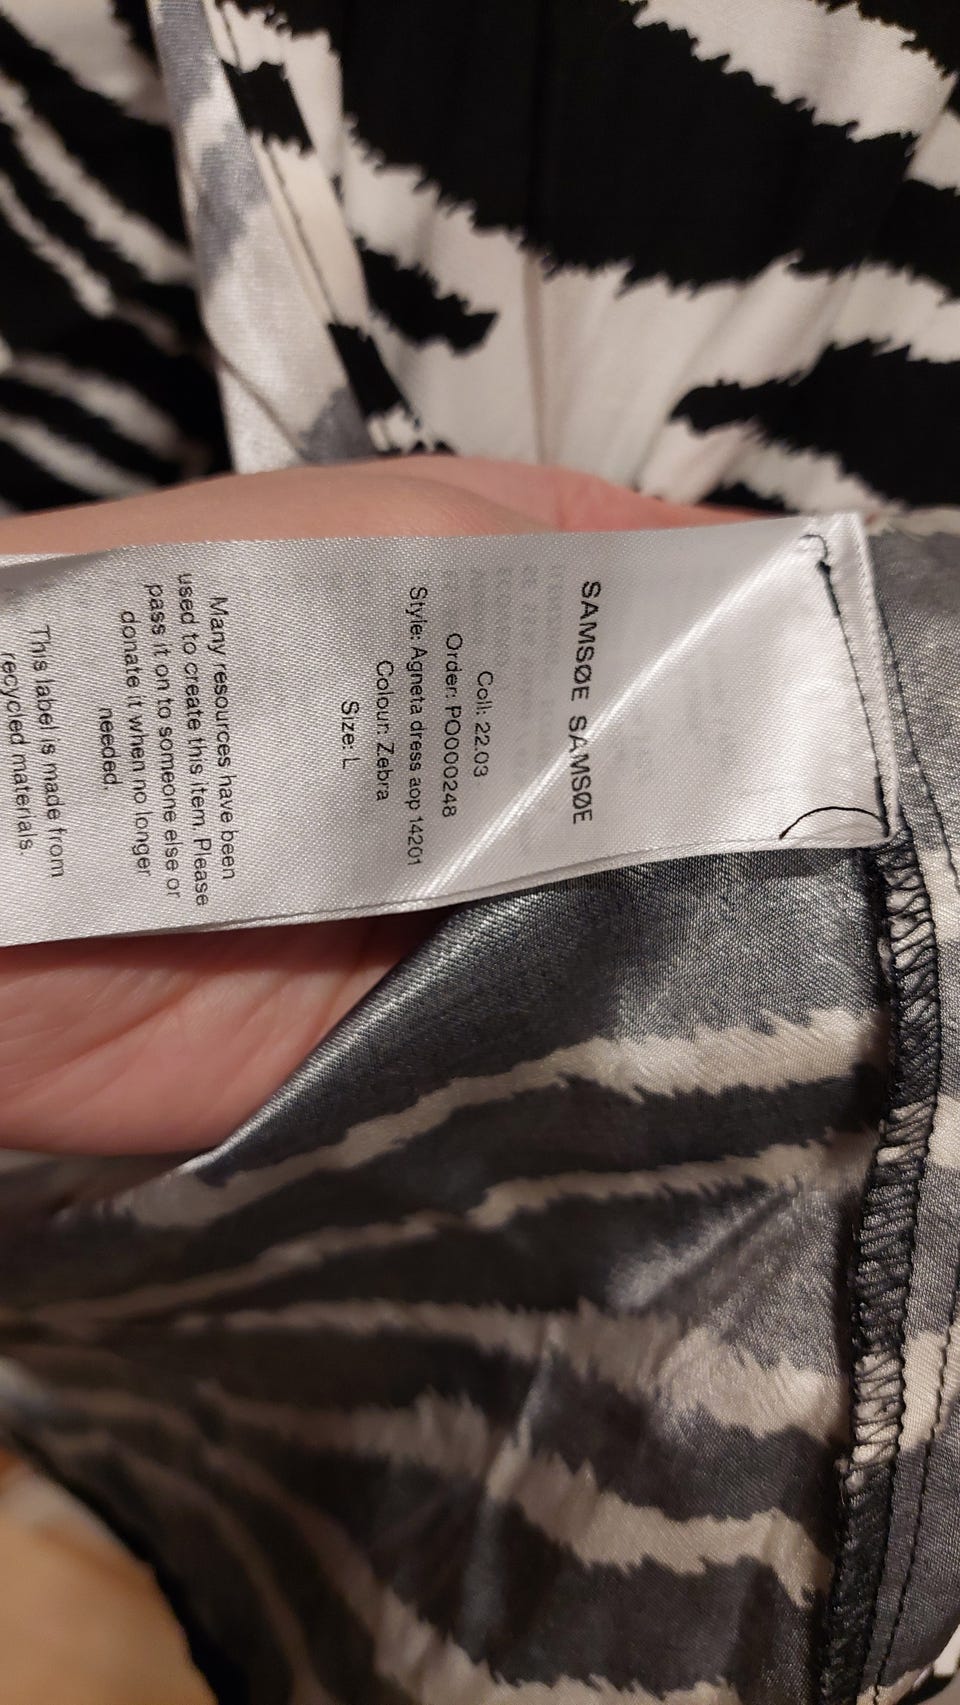 SAMSØE SAMSØE
Coll: 22.03
Order: PO000248
Style: Agneta dress aop 14201
Colour: Zebra
Size: L
Many resources have been
used to create this item. Please
pass it on to someone else or
donate it when no longer
needed.
This label is made from
recycled materials.